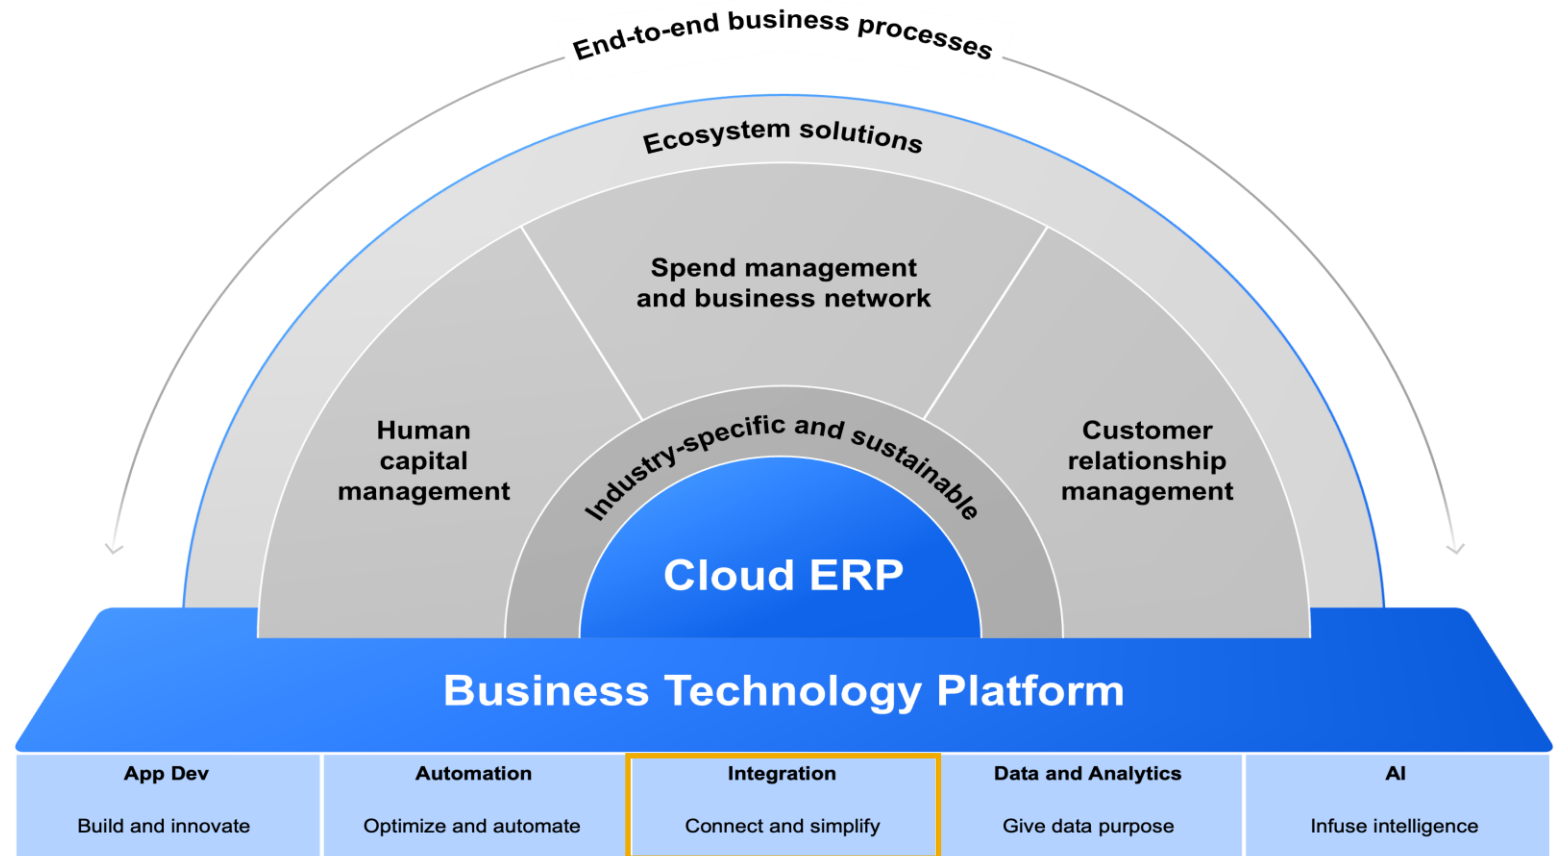 End-to-end business processes
Ecosystem solutions
Spend management
and business network
Human
capital
management
Customer
relationship
management
Industry-specific and sustainable
Cloud ERP
Business Technology Platform
App Dev
Build and innovate
Automation
Optimize and automate
Integration
Connect and simplify
Data and Analytics
Give data purpose
AI
Infuse intelligence